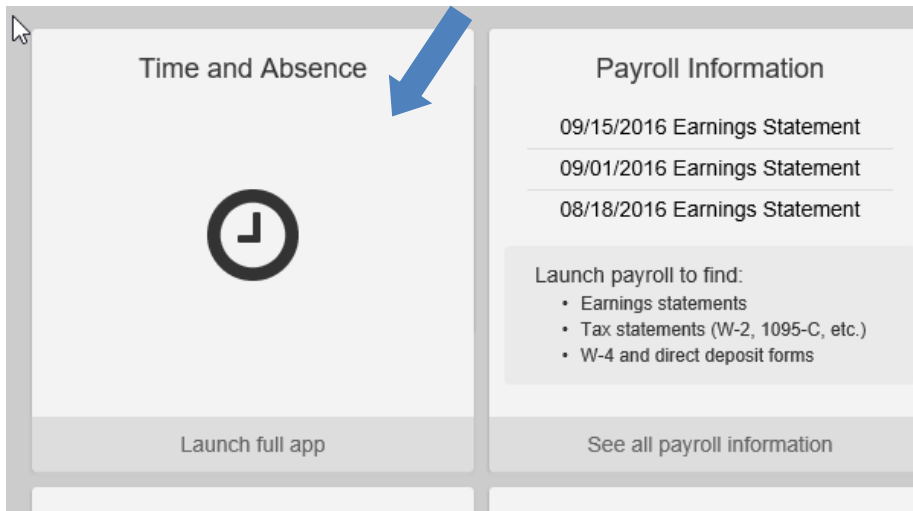 Time and Absence
Launch full app
Payroll Information
09/15/2016 Earnings Statement
09/01/2016 Earnings Statement
08/18/2016 Earnings Statement
Launch payroll to find:
• Earnings statements
• Tax statements (W-2, 1095-C, etc.)
• W-4 and direct deposit forms
See all payroll information